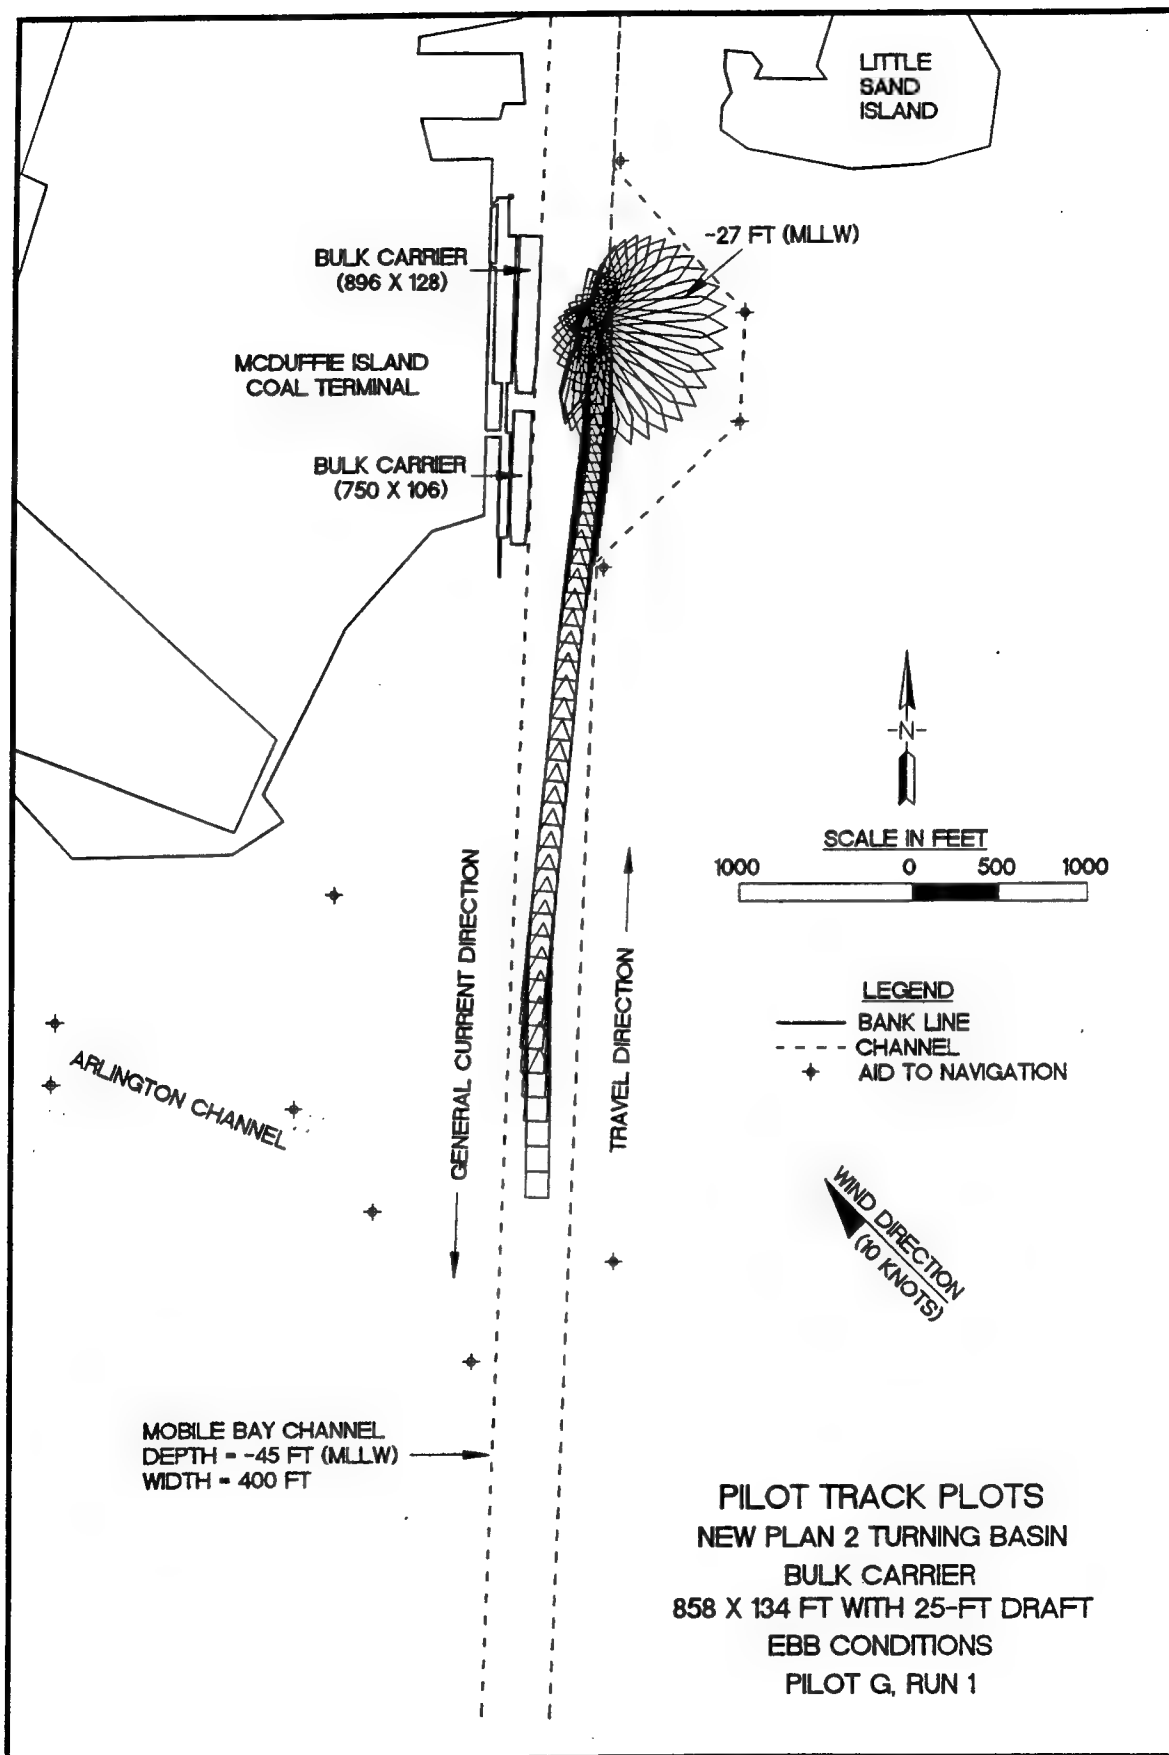 LITTLE
SAND
ISLAND
-27 FT (MLLW)
BULK CARRIER
(896 X 128)
MCDUFFIE ISLAND
COAL TERMINAL
BULK CARRIER
(750 X 106)
-N-
SCALE IN FEET
1000 0 500 1000
GENERAL CURRENT DIRECTION
TRAVEL DIRECTION
LEGEND
BANK LINE
CHANNEL
AID TO NAVIGATION
ARLINGTON CHANNEL
WIND DIRECTION
(10 KNOTS)
MOBILE BAY CHANNEL
DEPTH = -45 FT (MLLW)
WIDTH = 400 FT
PILOT TRACK PLOTS
NEW PLAN 2 TURNING BASIN
BULK CARRIER
858 X 134 FT WITH 25-FT DRAFT
EBB CONDITIONS
PILOT G, RUN 1